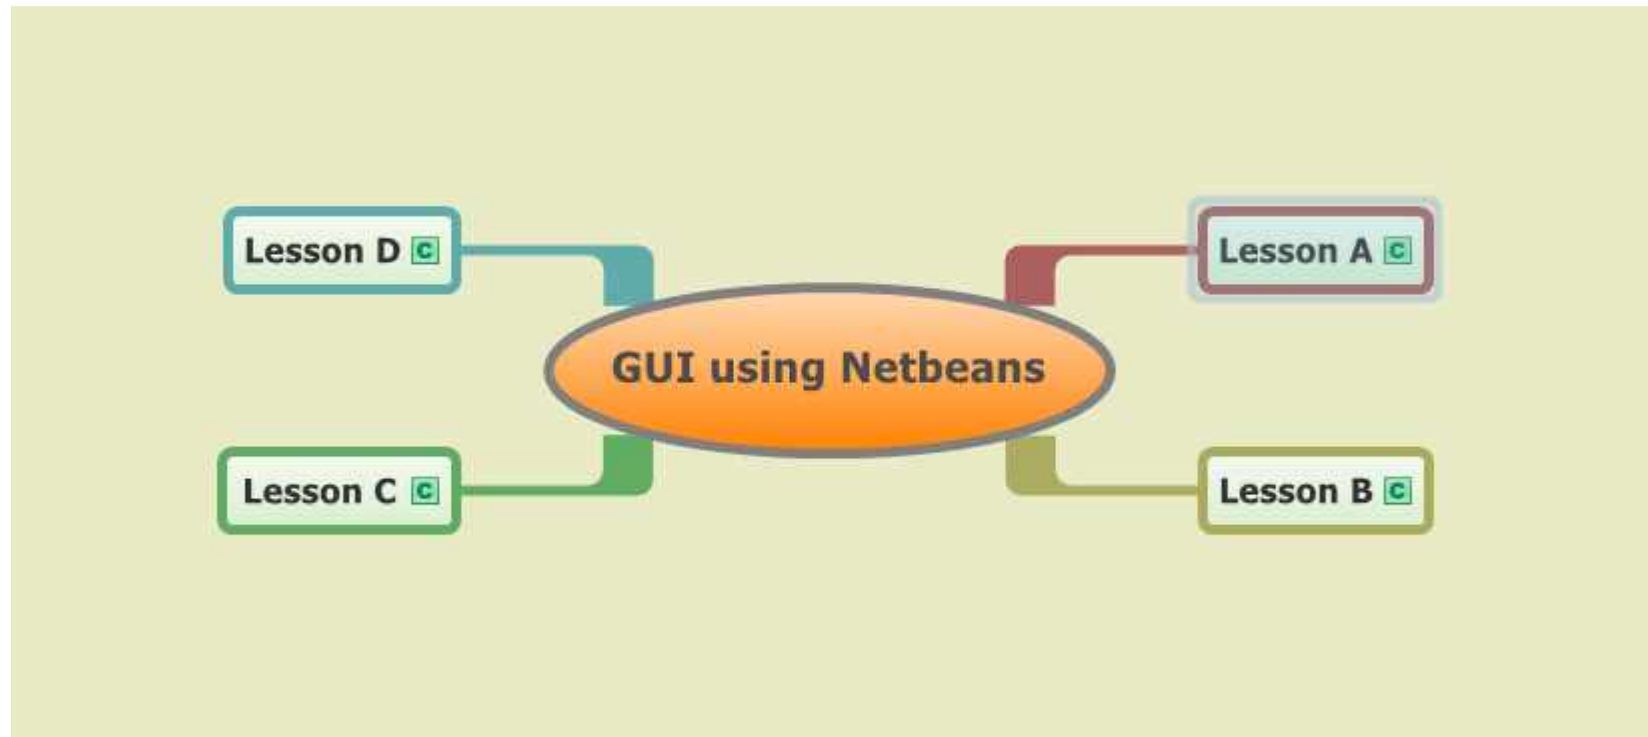 Lesson D C
Lesson A C
GUI using Netbeans
Lesson C C
Lesson B C